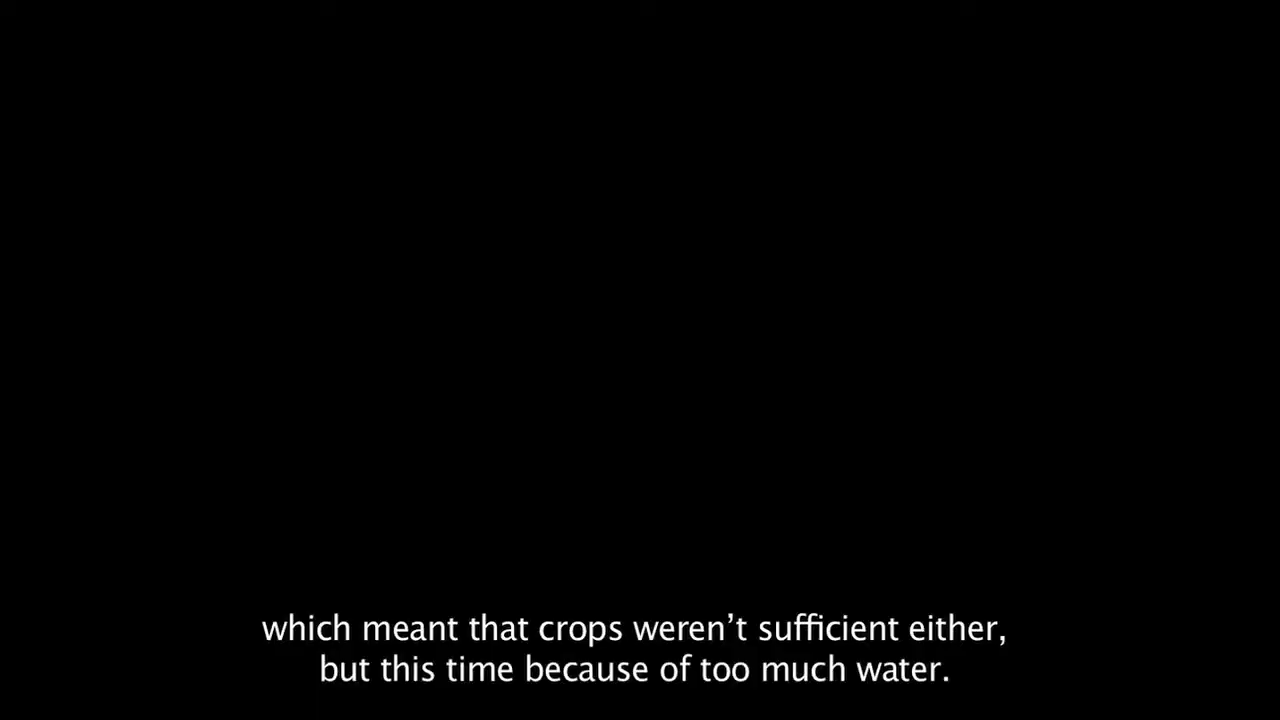 which meant that crops weren’t sufficient either,
but this time because of too much water.